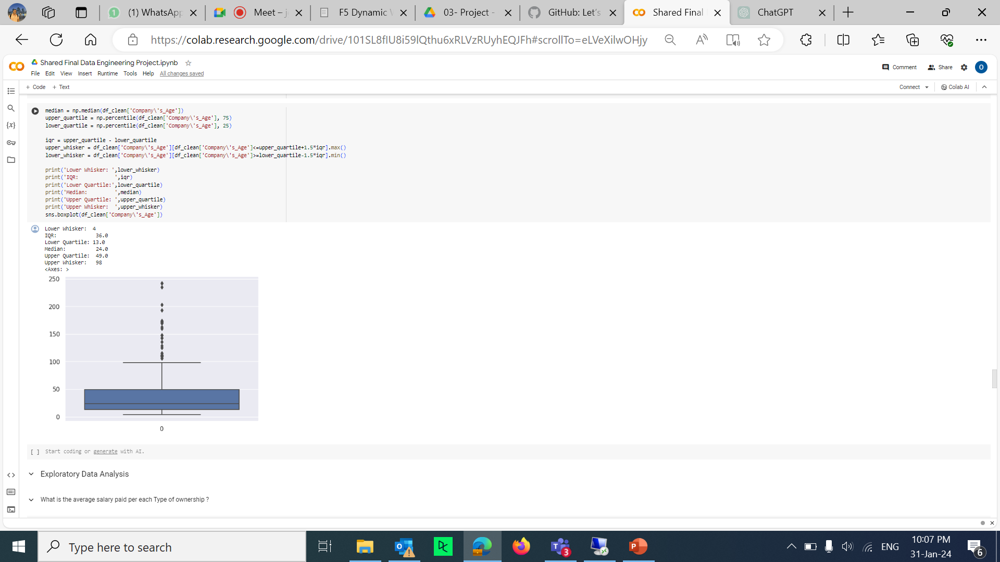 (1) WhatsApp
Meet –
F5 Dynamic
03- Project -
GitHub: Let's
Shared Final
ChatGPT
https://colab.research.google.com/drive/101SL8fIU8i59lQthu6xRLVzRUyhEQJFh#scrollTo=eLVeXilwOHjy
Shared Final Data Engineering Project.ipynb
File Edit View Insert Runtime Tools Help All changes saved
Comment Share O
+ Code + Text
Connect Colab AI
median = np.median(df_clean['Company\'s_Age'])
upper_quartile = np.percentile(df_clean['Company\'s_Age'], 75)
lower_quartile = np.percentile(df_clean['Company\'s_Age'], 25)
iqr = upper_quartile - lower_quartile
upper_whisker = df_clean['Company\'s_Age'][df_clean['Company\'s_Age']<=upper_quartile+1.5*iqr].max()
lower_whisker = df_clean['Company\'s_Age'][df_clean['Company\'s_Age']>=lower_quartile-1.5*iqr].min()
print('Lower Whisker: ',lower_whisker)
print('IQR:           ',iqr)
print('Lower Quartile:',lower_quartile)
print('Median:        ',median)
print('Upper Quartile: ',upper_quartile)
print('Upper Whisker:  ',upper_whisker)
sns.boxplot(df_clean['Company\'s_Age'])
Lower Whisker:  4
IQR:            36.0
Lower Quartile: 13.0
Median:         24.0
Upper Quartile:  49.0
Upper Whisker:   98
<Axes: >
250
200
150
100
50
0
0
[ ] Start coding or generate with AI.
Exploratory Data Analysis
What is the average salary paid per each Type of ownership ?
Type here to search
3
ENG
10:07 PM
31-Jan-24
6